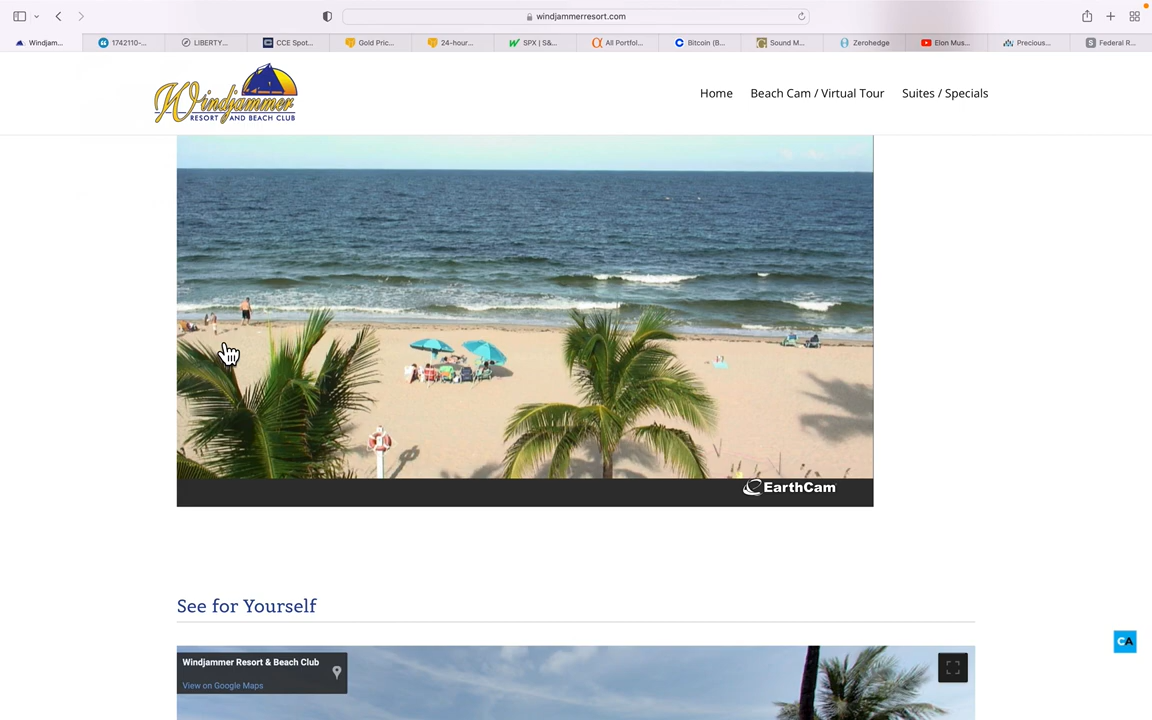 windjammerresort.com
Windjam...
1742110-...
LIBERTY...
CCE Spot...
Gold Pric...
24-hour...
SPX | S&...
All Portfol...
Bitcoin (B...
Sound M...
Zerohedge
Elon Mus...
Precious...
Federal R...
Windjammer
RESORT AND BEACH CLUB
Home
Beach Cam / Virtual Tour
Suites / Specials
EarthCam
See for Yourself
CA
Windjammer Resort & Beach Club
View on Google Maps